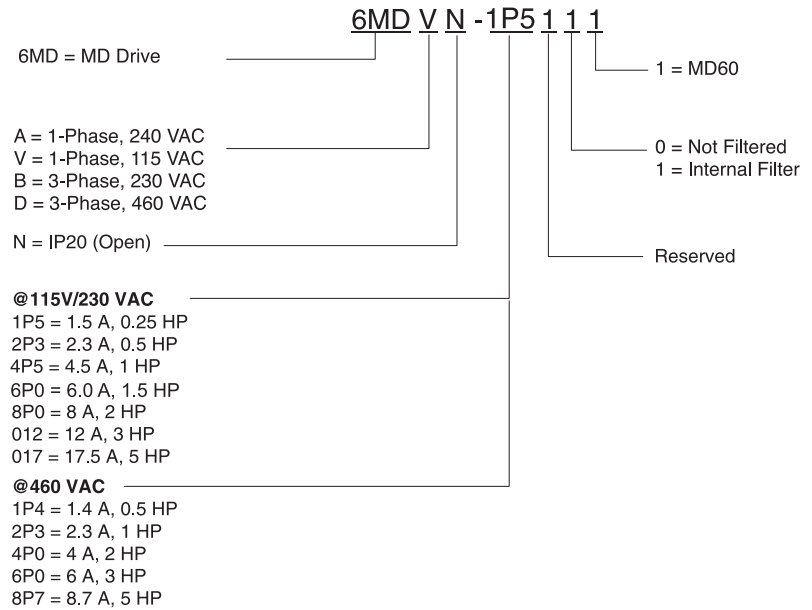 6MD V N -1P5 1 1 1
6MD = MD Drive
1 = MD60
A = 1-Phase, 240 VAC
V = 1-Phase, 115 VAC
B = 3-Phase, 230 VAC
D = 3-Phase, 460 VAC
0 = Not Filtered
1 = Internal Filter
N = IP20 (Open)
Reserved
@115V/230 VAC
1P5 = 1.5 A, 0.25 HP
2P3 = 2.3 A, 0.5 HP
4P5 = 4.5 A, 1 HP
6P0 = 6.0 A, 1.5 HP
8P0 = 8 A, 2 HP
012 = 12 A, 3 HP
017 = 17.5 A, 5 HP
@460 VAC
1P4 = 1.4 A, 0.5 HP
2P3 = 2.3 A, 1 HP
4P0 = 4 A, 2 HP
6P0 = 6 A, 3 HP
8P7 = 8.7 A, 5 HP